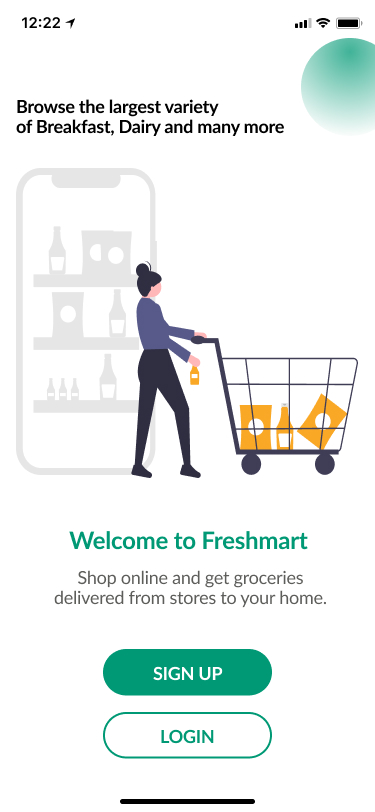 12:22
Browse the largest variety
of Breakfast, Dairy and many more
Welcome to Freshmart
Shop online and get groceries
delivered from stores to your home.
SIGN UP
LOGIN